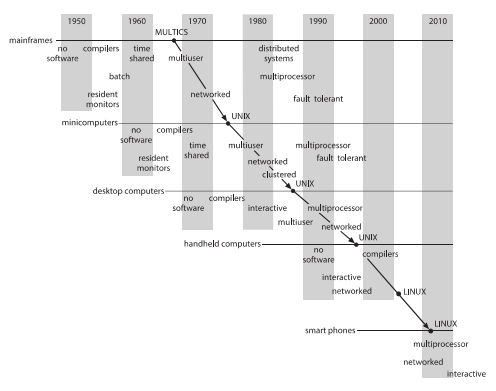 1950 1960 1970 1980 1990 2000 2010
MULTICS
mainframes
no software
compilers
time shared
multiuser
distributed systems
batch
multiprocessor
resident monitors
networked
fault tolerant
UNIX
minicomputers
no software
compilers
time shared
multiuser
multiprocessor
resident monitors
networked
fault tolerant
clustered
UNIX
desktop computers
no software
compilers
interactive
multiprocessor
multiuser
networked
UNIX
handheld computers
no software
compilers
interactive
networked
LINUX
LINUX
smart phones
multiprocessor
networked
interactive